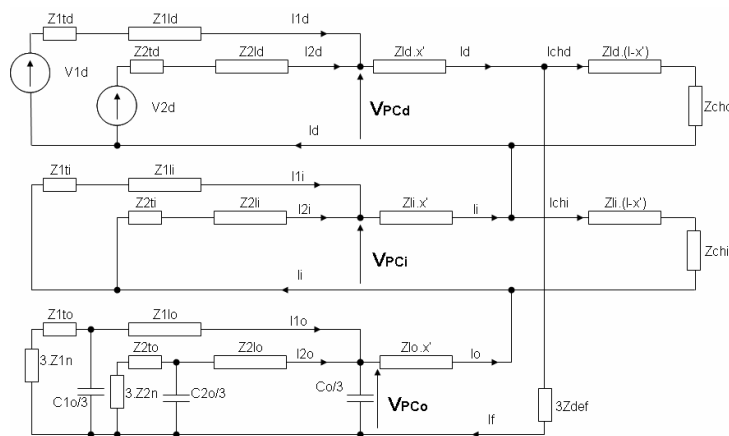 Z1td Z1ld I1d
Z2td Z2ld I2d Zld.x' Id Ichd Zld.(l-x')
V1d
V2d VPCd Zchd
Id
Z1ti Z1li I1i
Z2ti Z2li I2i Zli.x' Ii Ichi Zli.(l-x')
VPCi Zchi
Ii
Z1to Z1lo I1o
Z2to Z2lo I2o Zlo.x' Io
3.Z1n
C1o/3 3.Z2n C2o/3 Co/3 VPCo 3Zdef
If